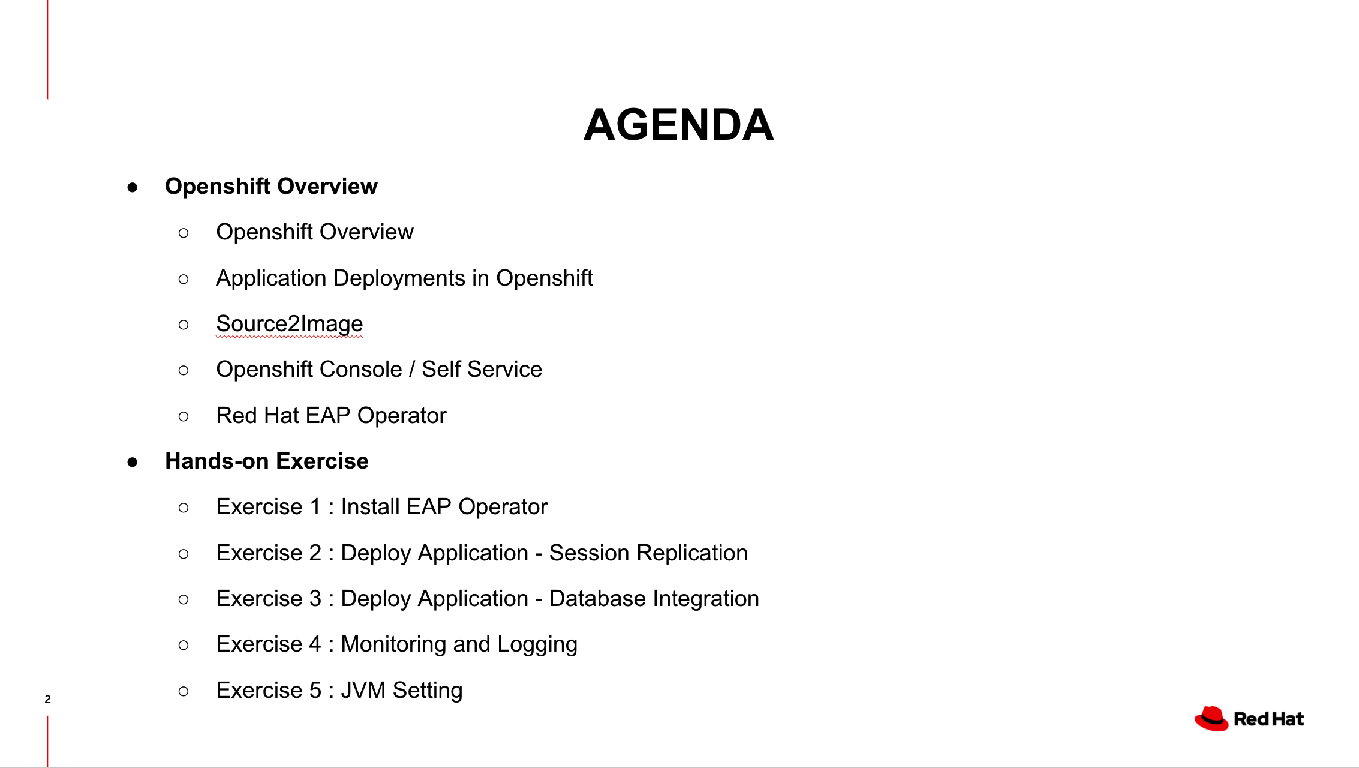 AGENDA
● Openshift Overview
○ Openshift Overview
○ Application Deployments in Openshift
○ Source2Image
○ Openshift Console / Self Service
○ Red Hat EAP Operator
● Hands-on Exercise
○ Exercise 1 : Install EAP Operator
○ Exercise 2 : Deploy Application - Session Replication
○ Exercise 3 : Deploy Application - Database Integration
○ Exercise 4 : Monitoring and Logging
○ Exercise 5 : JVM Setting
2
Red Hat